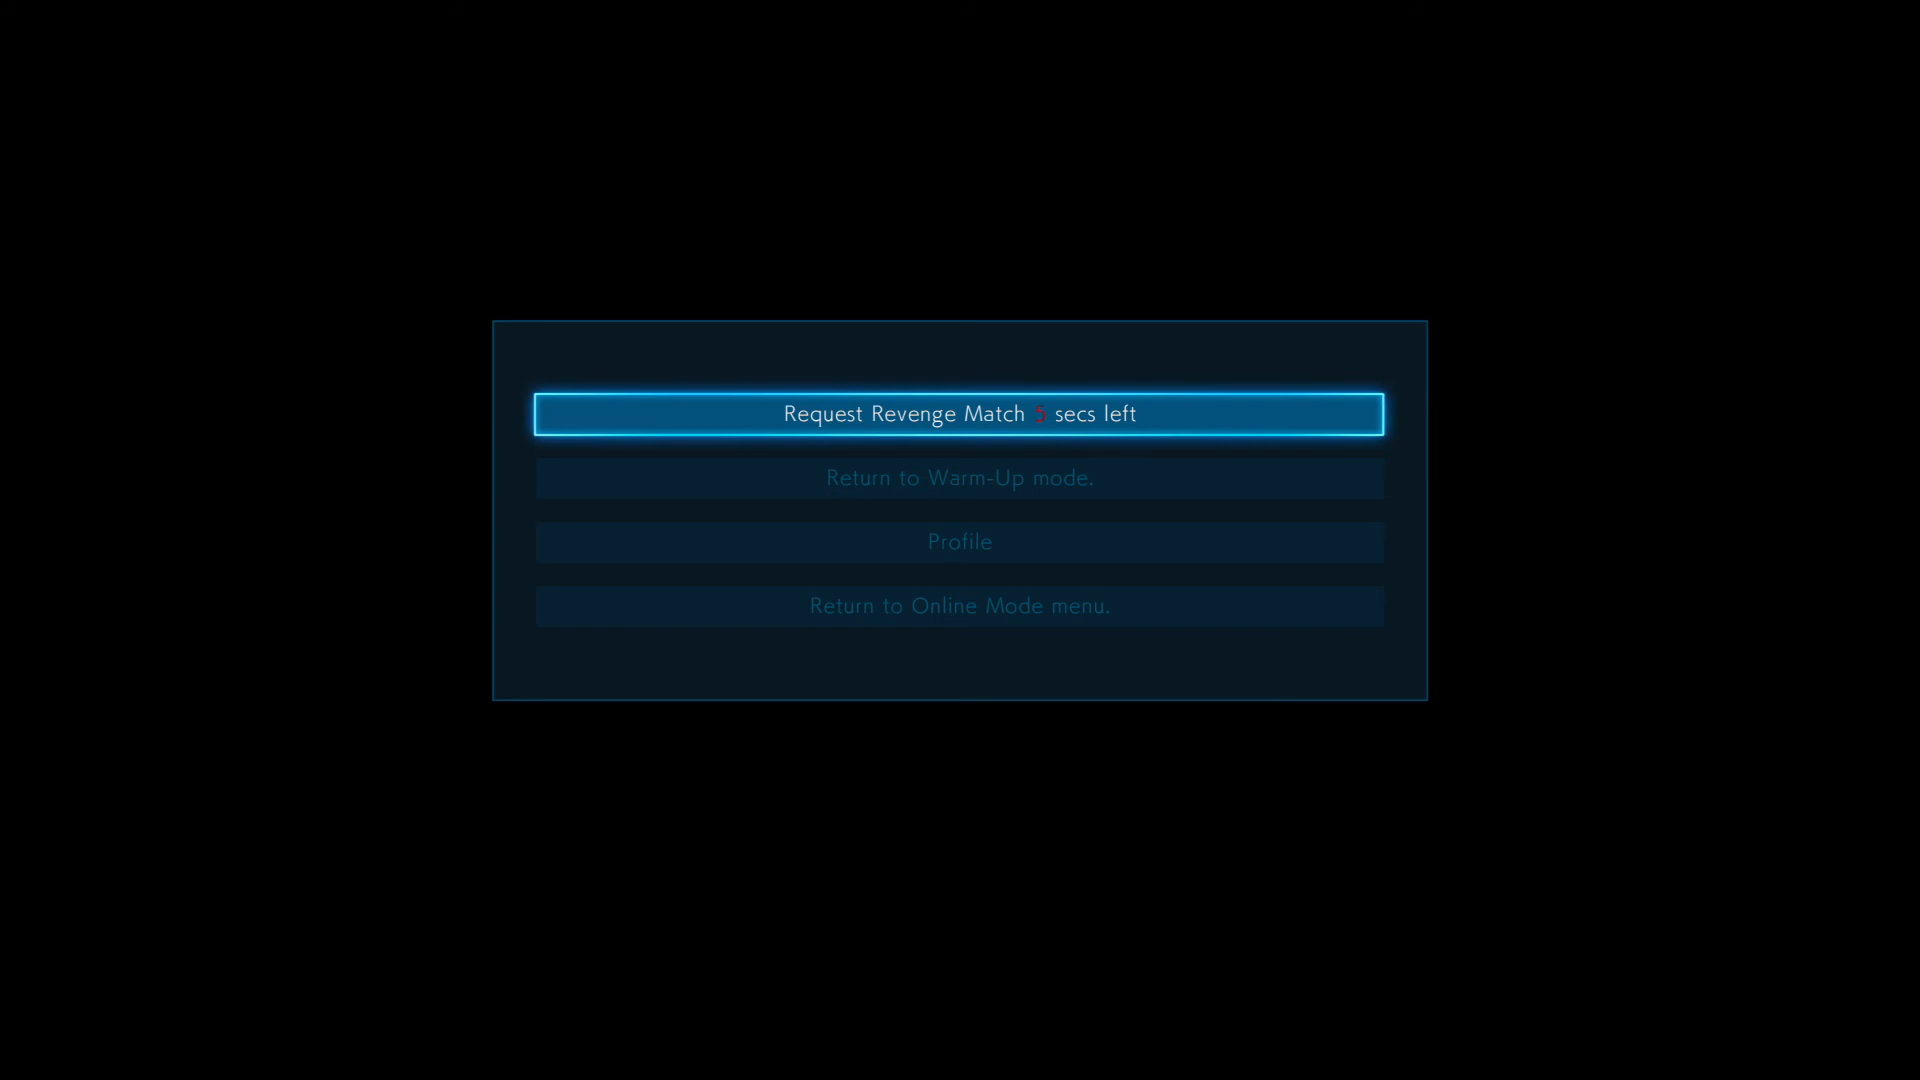 Request Revenge Match 5 secs left
Return to Warm-Up mode.
Profile
Return to Online Mode menu.